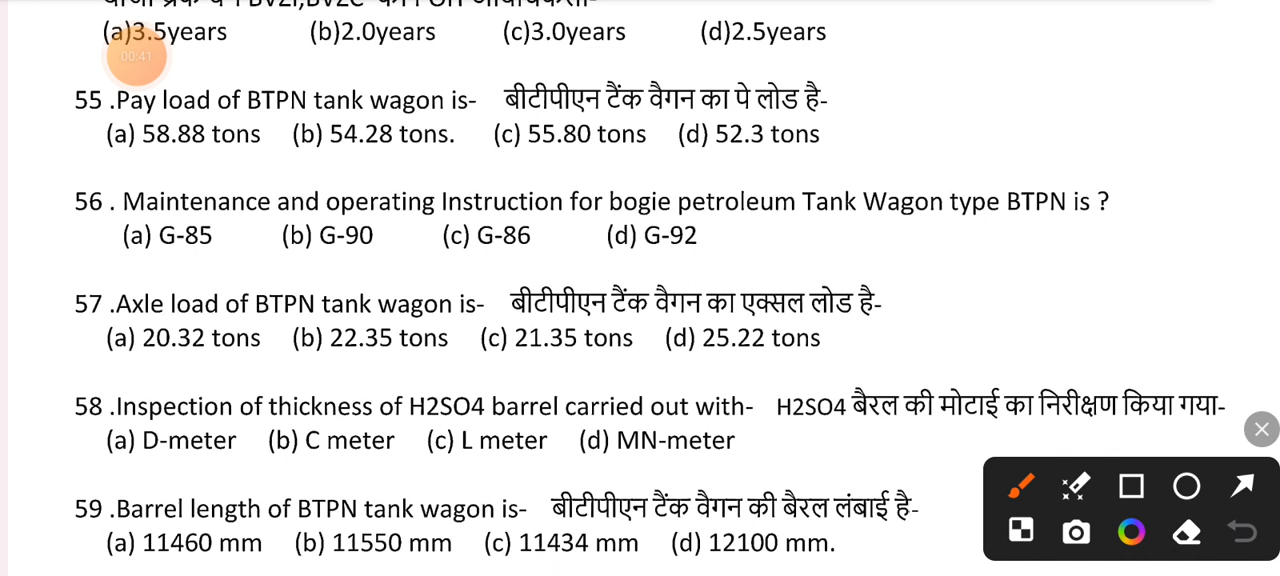 (a)3.5years (b)2.0years (c)3.0years (d)2.5years
00:41
55 .Pay load of BTPN tank wagon is- बीटीपीएन टैंक वैगन का पे लोड है-
(a) 58.88 tons (b) 54.28 tons. (c) 55.80 tons (d) 52.3 tons
56 . Maintenance and operating Instruction for bogie petroleum Tank Wagon type BTPN is ?
(a) G-85 (b) G-90 (c) G-86 (d) G-92
57 .Axle load of BTPN tank wagon is- बीटीपीएन टैंक वैगन का एक्सल लोड है-
(a) 20.32 tons (b) 22.35 tons (c) 21.35 tons (d) 25.22 tons
58 .Inspection of thickness of H2SO4 barrel carried out with- H2SO4 बैरल की मोटाई का निरीक्षण किया गया-
(a) D-meter (b) C meter (c) L meter (d) MN-meter
59 .Barrel length of BTPN tank wagon is- बीटीपीएन टैंक वैगन की बैरल लंबाई है-
(a) 11460 mm (b) 11550 mm (c) 11434 mm (d) 12100 mm.